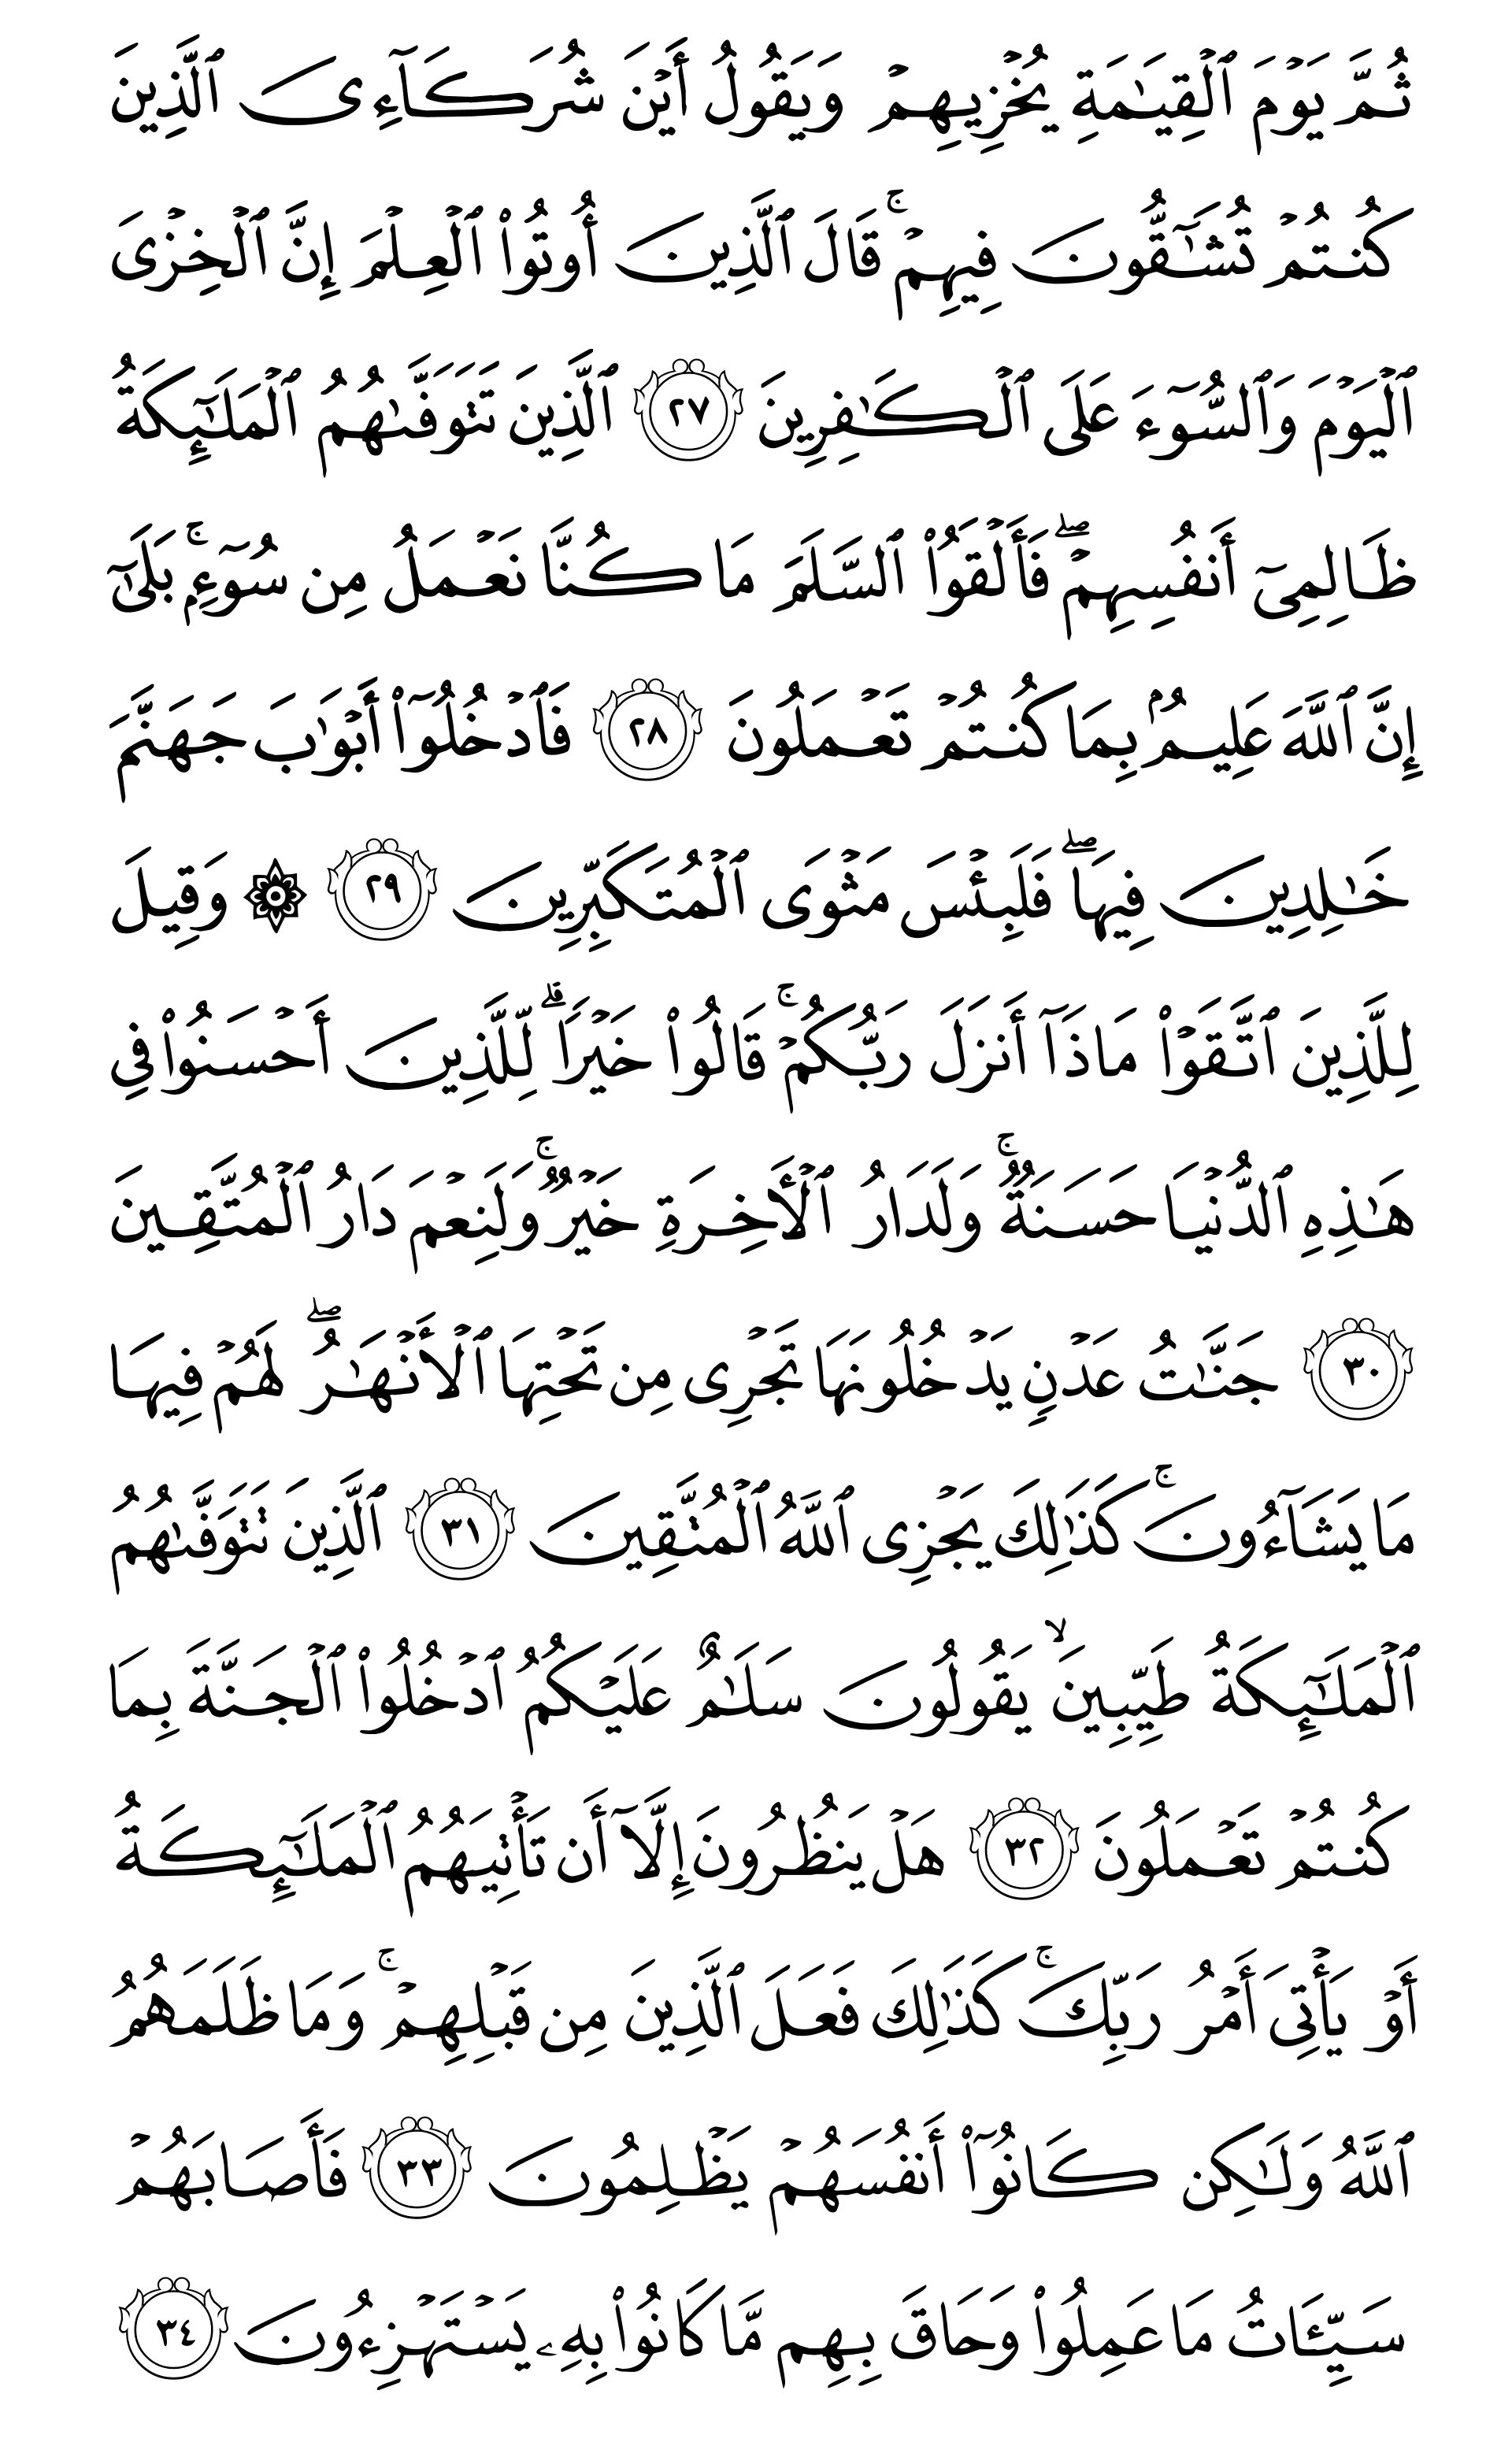 ثُمَّ يَوۡمَ ٱلۡقِيَٰمَةِ يُخۡزِيهِمۡ وَيَقُولُ أَيۡنَ شُرَكَآءِيَ ٱلَّذِينَ
كُنتُمۡ تُشَٰٓقُّونَ فِيهِمۡۚ قَالَ ٱلَّذِينَ أُوتُواْ ٱلۡعِلۡمَ إِنَّ ٱلۡخِزۡيَ
ٱلۡيَوۡمَ وَٱلسُّوٓءَ عَلَى ٱلۡكَٰفِرِينَ ٢٧ ٱلَّذِينَ تَتَوَفَّىٰهُمُ ٱلۡمَلَٰٓئِكَةُ
ظَالِمِيٓ أَنفُسِهِمۡۖ فَأَلۡقَوُاْ ٱلسَّلَمَ مَا كُنَّا نَعۡمَلُ مِن سُوٓءِۭۚ بَلَىٰٓ
إِنَّ ٱللَّهَ عَلِيمُۢ بِمَا كُنتُمۡ تَعۡمَلُونَ ٢٨ فَٱدۡخُلُوٓاْ أَبۡوَٰبَ جَهَنَّمَ
خَٰلِدِينَ فِيهَاۖ فَلَبِئۡسَ مَثۡوَى ٱلۡمُتَكَبِّرِينَ ٢٩ ۞ وَقِيلَ
لِلَّذِينَ ٱتَّقَوۡاْ مَاذَآ أَنزَلَ رَبُّكُمۡۚ قَالُواْ خَيۡرٗاۗ لِّلَّذِينَ أَحۡسَنُواْ فِي
هَٰذِهِ ٱلدُّنۡيَا حَسَنَةٞۚ وَلَدَارُ ٱلۡأٓخِرَةِ خَيۡرٞۚ وَلَنِعۡمَ دَارُ ٱلۡمُتَّقِينَ
٣٠ جَنَّٰتُ عَدۡنٖ يَدۡخُلُونَهَا تَجۡرِي مِن تَحۡتِهَا ٱلۡأَنۡهَٰرُۖ لَهُمۡ فِيهَا
مَا يَشَآءُونَۚ كَذَٰلِكَ يَجۡزِي ٱللَّهُ ٱلۡمُتَّقِينَ ٣١ ٱلَّذِينَ تَتَوَفَّىٰهُمُ
ٱلۡمَلَٰٓئِكَةُ طَيِّبِينَ يَقُولُونَ سَلَٰمٌ عَلَيۡكُمُ ٱدۡخُلُواْ ٱلۡجَنَّةَ بِمَا
كُنتُمۡ تَعۡمَلُونَ ٣٢ هَلۡ يَنظُرُونَ إِلَّآ أَن تَأۡتِيَهُمُ ٱلۡمَلَٰٓئِكَةُ
أَوۡ يَأۡتِيَ أَمۡرُ رَبِّكَۚ كَذَٰلِكَ فَعَلَ ٱلَّذِينَ مِن قَبۡلِهِمۡۚ وَمَا ظَلَمَهُمُ
ٱللَّهُ وَلَٰكِن كَانُوٓاْ أَنفُسَهُمۡ يَظۡلِمُونَ ٣٣ فَأَصَابَهُمۡ
سَيِّـَٔاتُ مَا عَمِلُواْ وَحَاقَ بِهِم مَّا كَانُواْ بِهِۦ يَسۡتَهۡزِءُونَ ٣٤